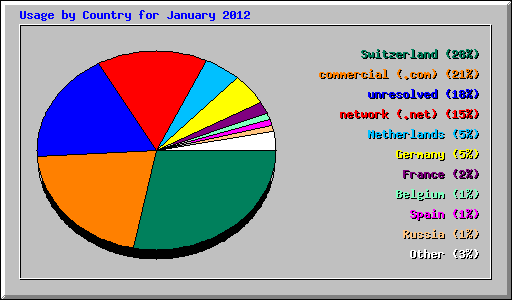 Usage by Country for January 2012
Switzerland (28%)
commercial (.com) (21%)
unresolved (18%)
network (.net) (15%)
Netherlands (5%)
Germany (5%)
France (2%)
Belgium (1%)
Spain (1%)
Russia (1%)
Other (3%)